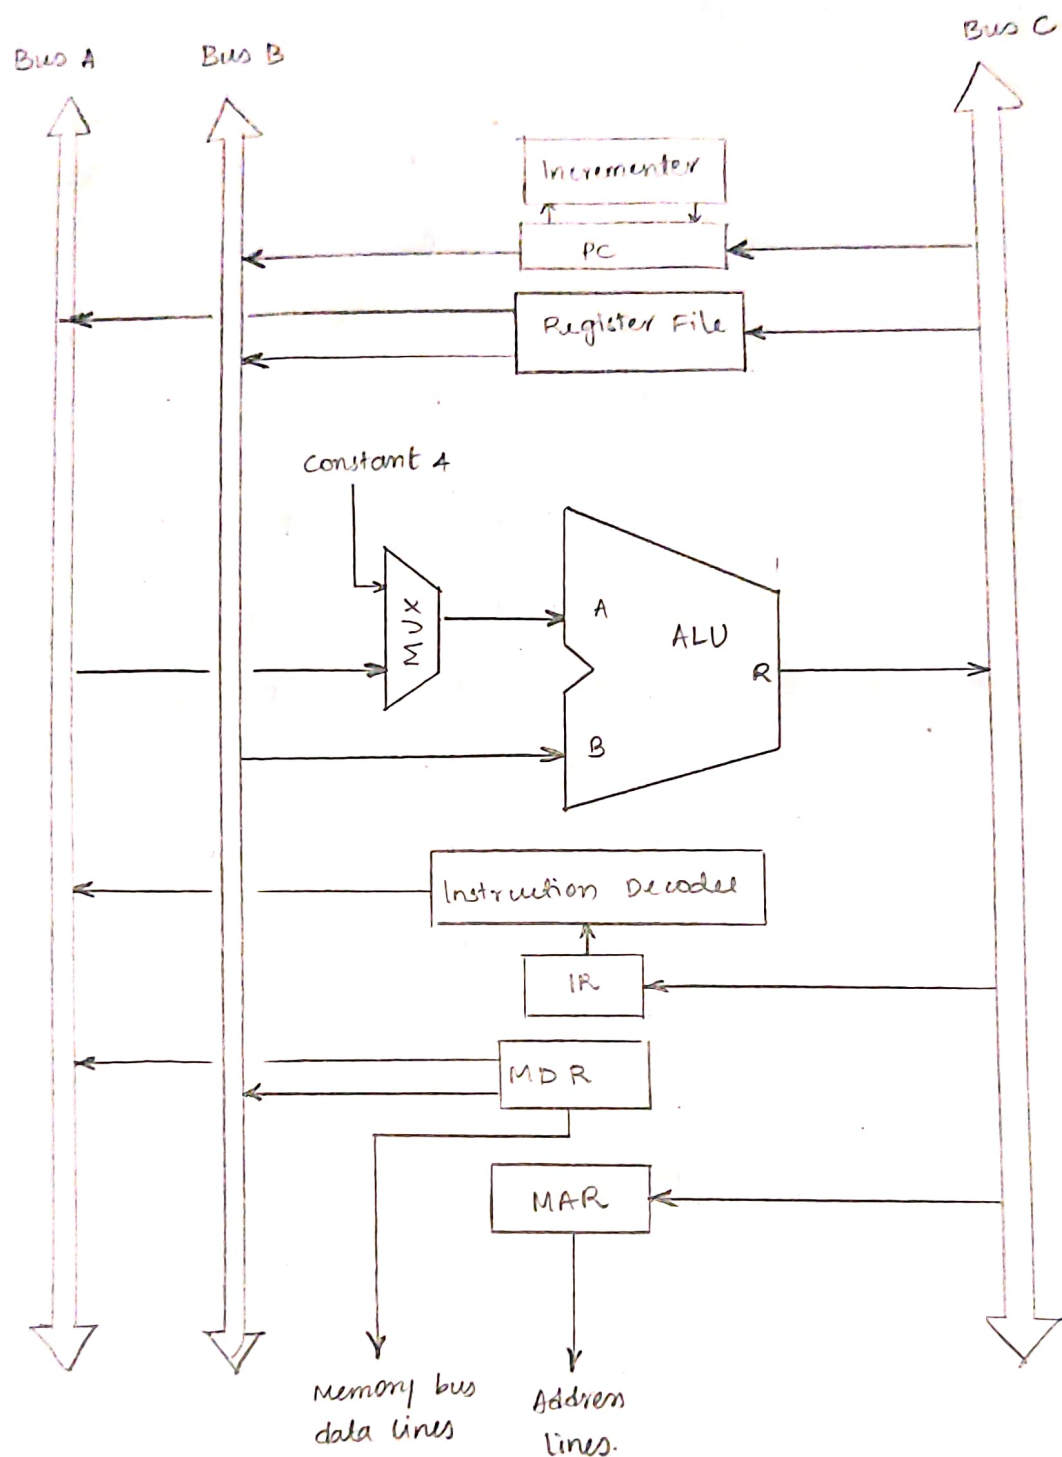 Bus A
Bus B
Bus C
Incrementer
PC
Register File
Constant 4
MUX
A
ALU
R
B
Instruction Decoder
IR
MDR
MAR
Memory bus
data lines
Address
lines.